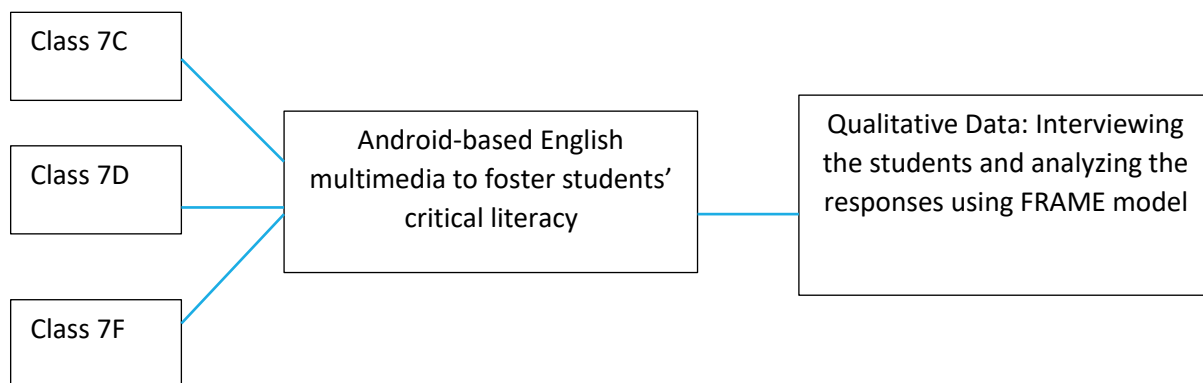 Class 7C
Class 7D
Class 7F
Android-based English
multimedia to foster students’
critical literacy
Qualitative Data: Interviewing
the students and analyzing the
responses using FRAME model